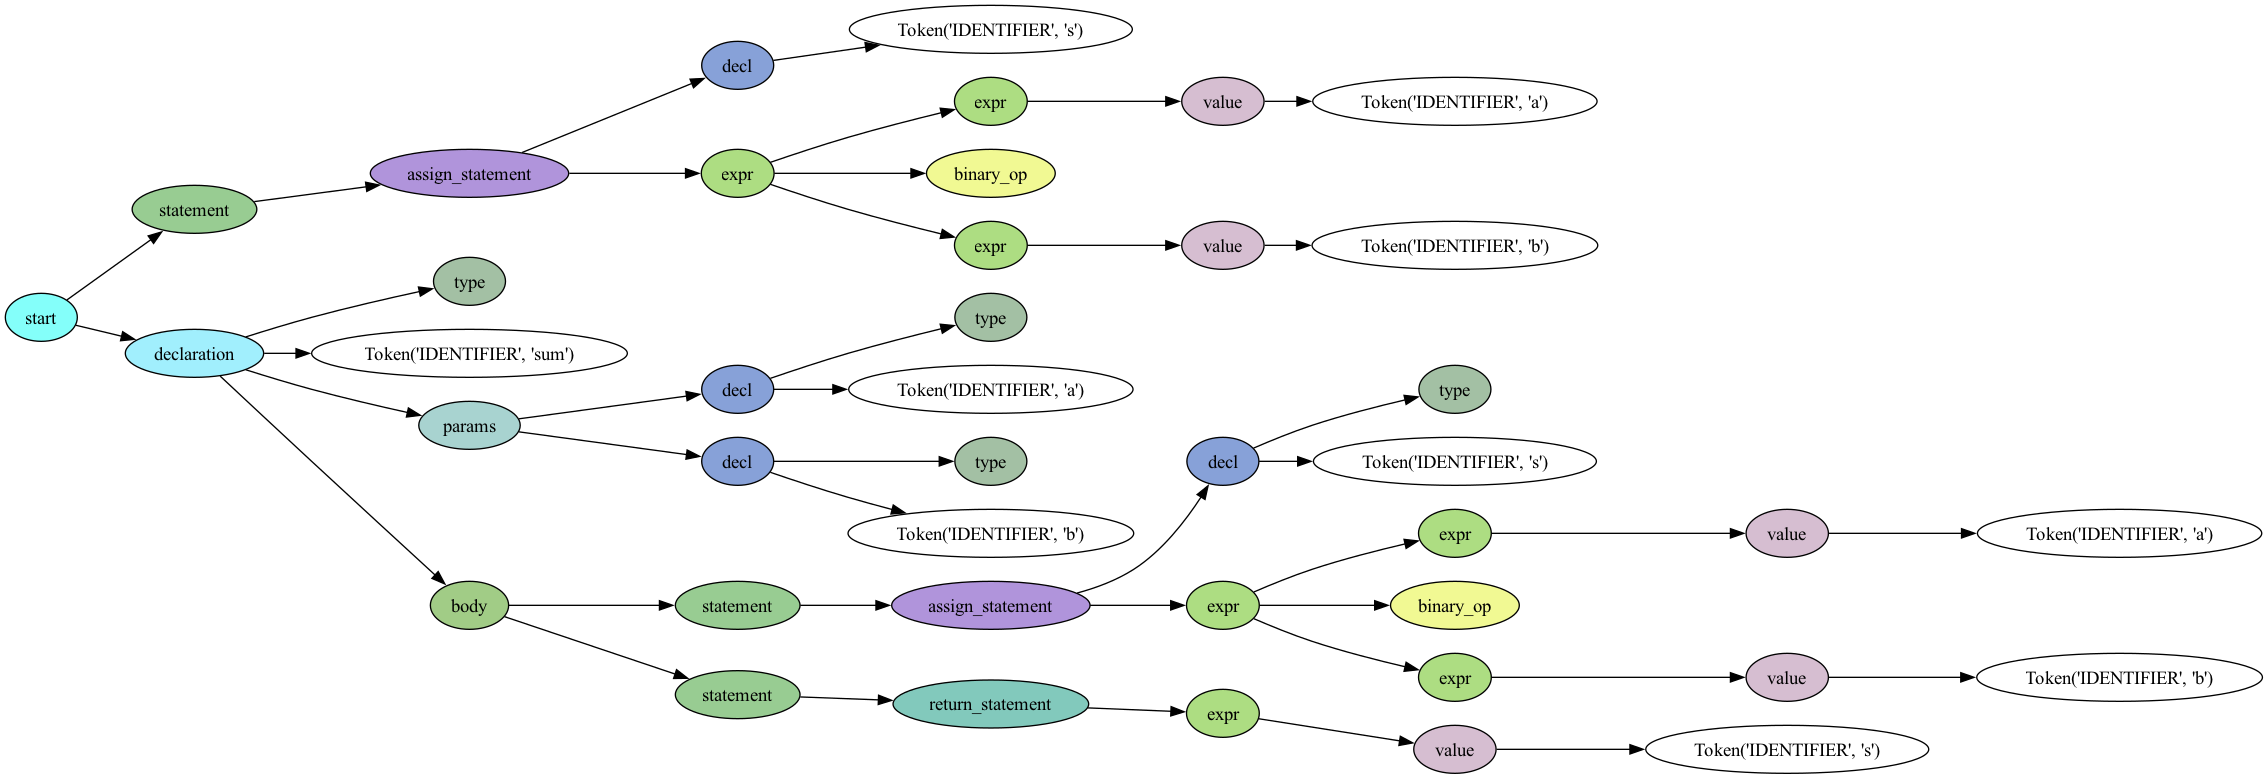 Token('IDENTIFIER', 's')
decl
expr
value
Token('IDENTIFIER', 'a')
assign_statement
expr
binary_op
statement
expr
value
Token('IDENTIFIER', 'b')
type
start
type
declaration
Token('IDENTIFIER', 'sum')
decl
Token('IDENTIFIER', 'a')
type
params
decl
type
decl
Token('IDENTIFIER', 's')
Token('IDENTIFIER', 'b')
expr
value
Token('IDENTIFIER', 'a')
body
statement
assign_statement
expr
binary_op
expr
value
Token('IDENTIFIER', 'b')
statement
return_statement
expr
value
Token('IDENTIFIER', 's')